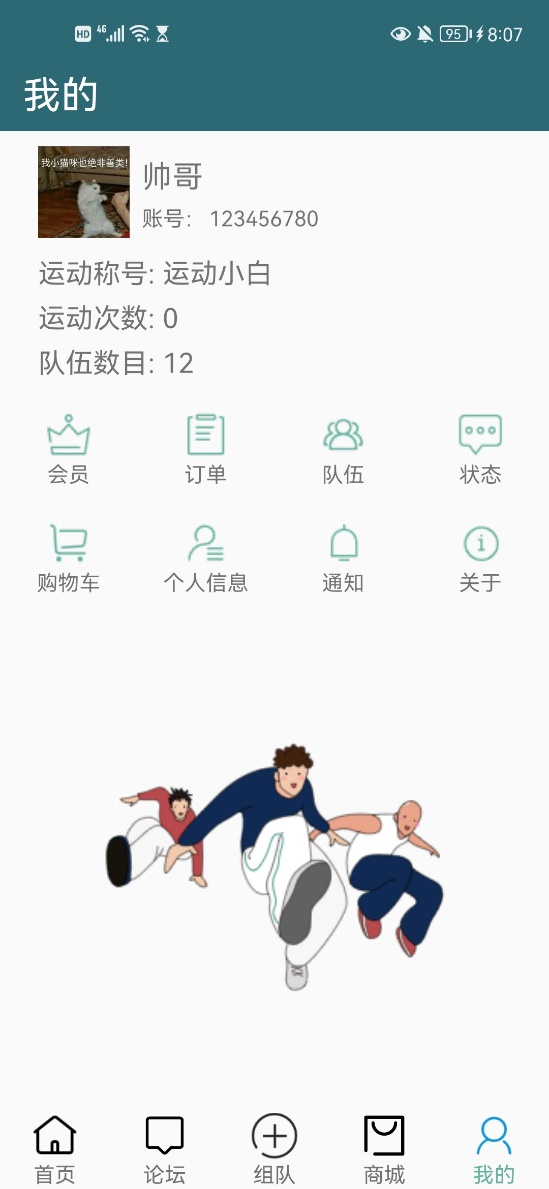 HD 4G 95 8:07
我的
我小猫咪也绝非善类!
帅哥
账号: 123456780
运动称号: 运动小白
运动次数: 0
队伍数目: 12
会员 订单 队伍 状态
购物车 个人信息 通知 关于
首页 论坛 组队 商城 我的